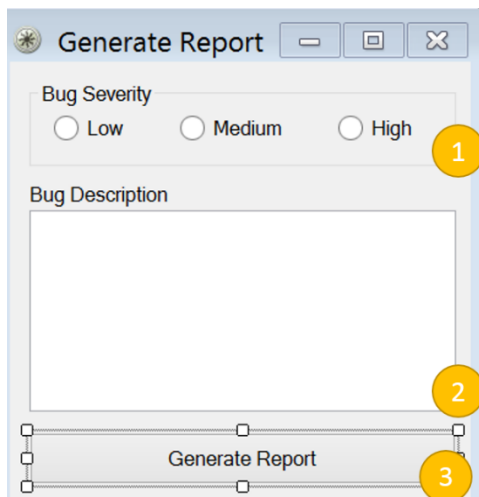 Generate Report
Bug Severity
Low Medium High
1
Bug Description
2
Generate Report
3